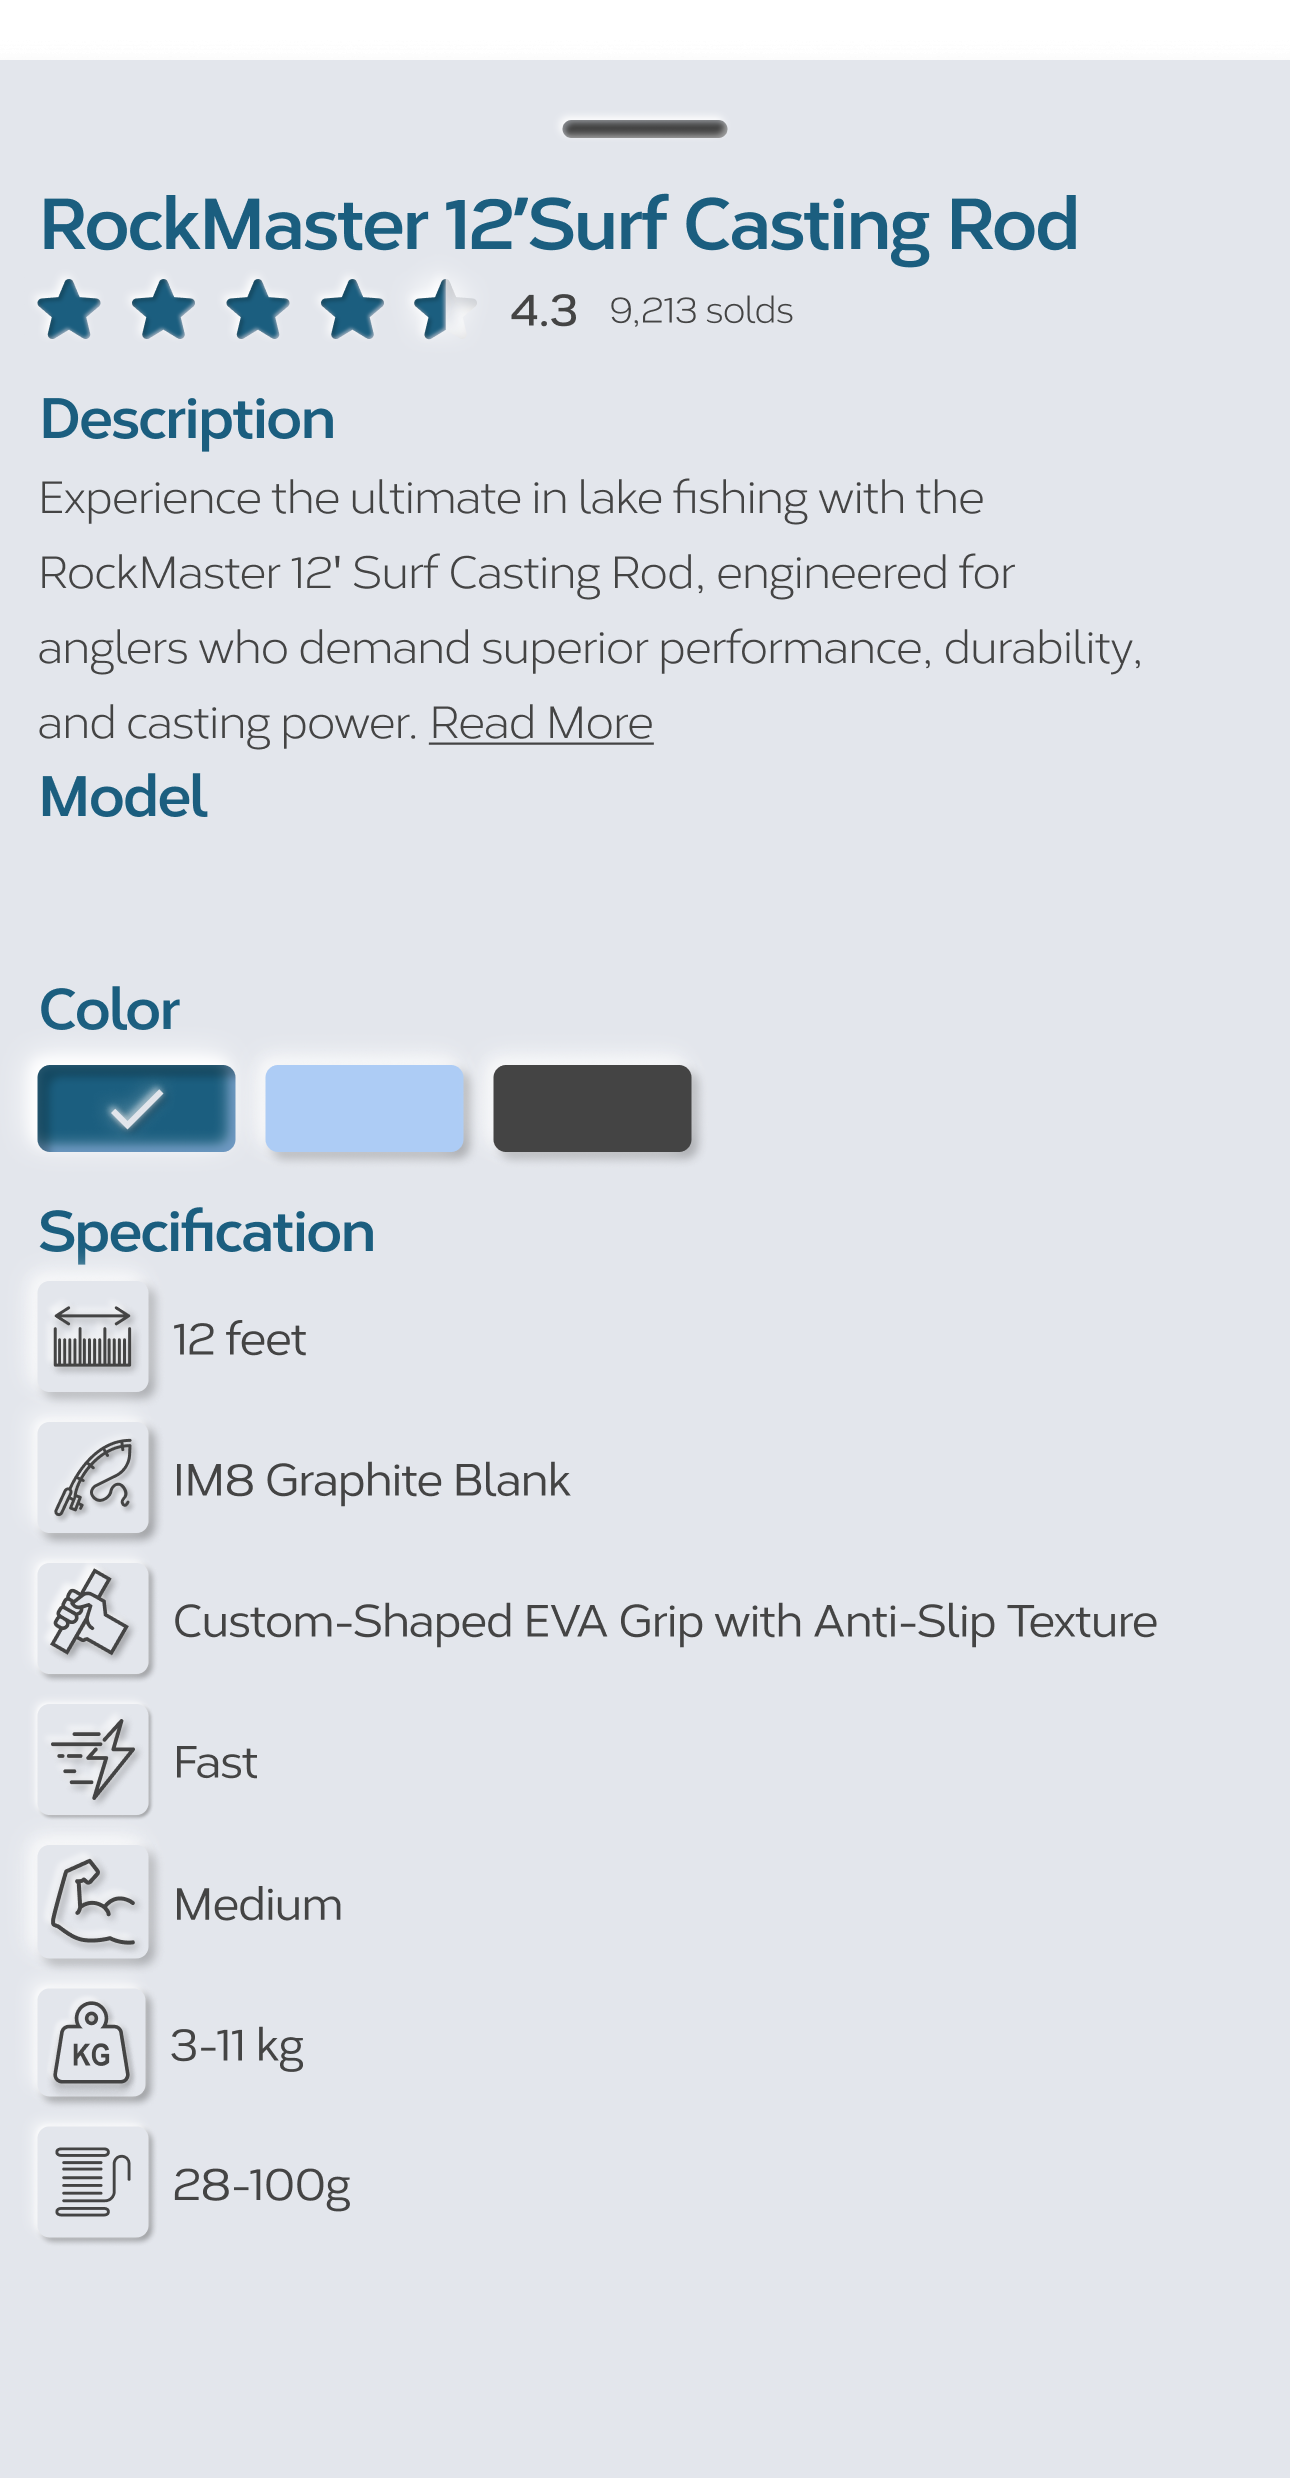 RockMaster 12’Surf Casting Rod
4.3 9,213 solds
Description
Experience the ultimate in lake fishing with the
RockMaster 12' Surf Casting Rod, engineered for
anglers who demand superior performance, durability,
and casting power. Read More
Model
Color
Specification
12 feet
IM8 Graphite Blank
Custom-Shaped EVA Grip with Anti-Slip Texture
Fast
Medium
KG 3-11 kg
28-100g